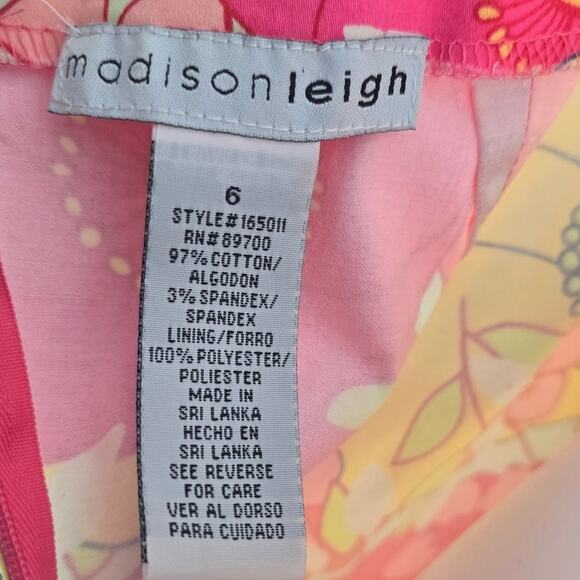 madisonleigh
6
STYLE#165011
RN#89700
97% COTTON/
ALGODON
3% SPANDEX/
SPANDEX
LINING/FORRO
100% POLYESTER/
POLIESTER
MADE IN
SRI LANKA
HECHO EN
SRI LANKA
SEE REVERSE
FOR CARE
VER AL DORSO
PARA CUIDADO